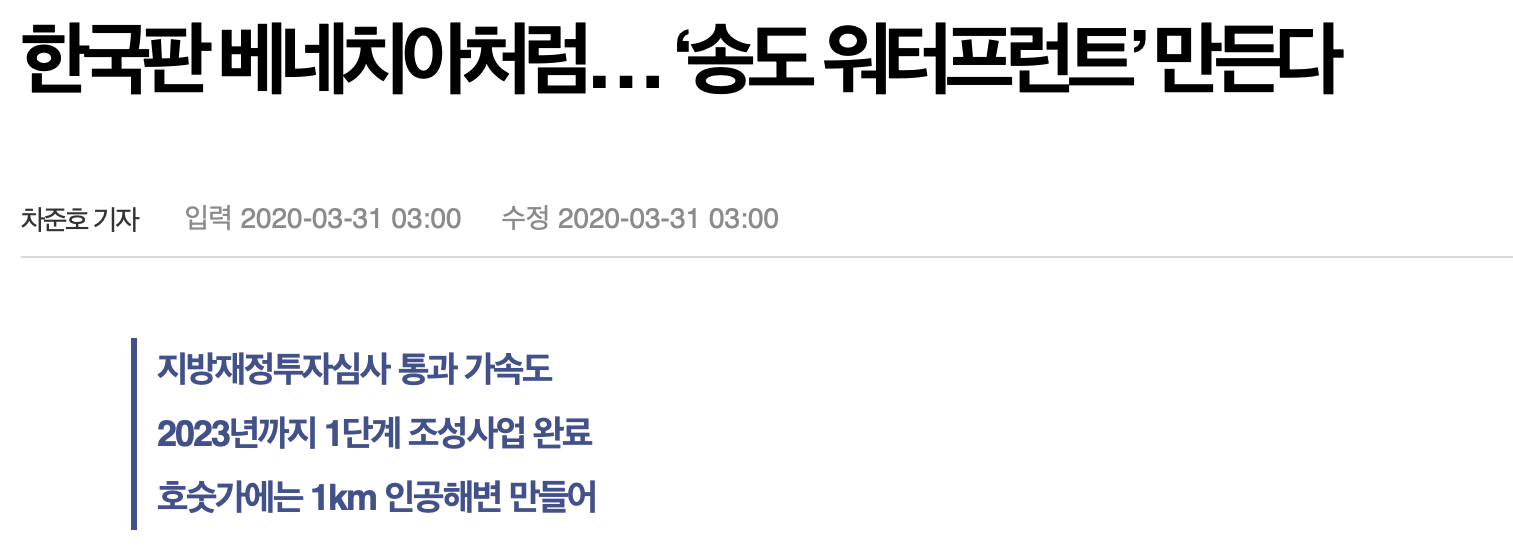 한국판 베네치아처럼… ‘송도 워터프런트’ 만든다
차준호 기자 입력 2020-03-31 03:00 수정 2020-03-31 03:00
지방재정투자심사 통과 가속도
2023년까지 1단계 조성사업 완료
호숫가에는 1km 인공해변 만들어